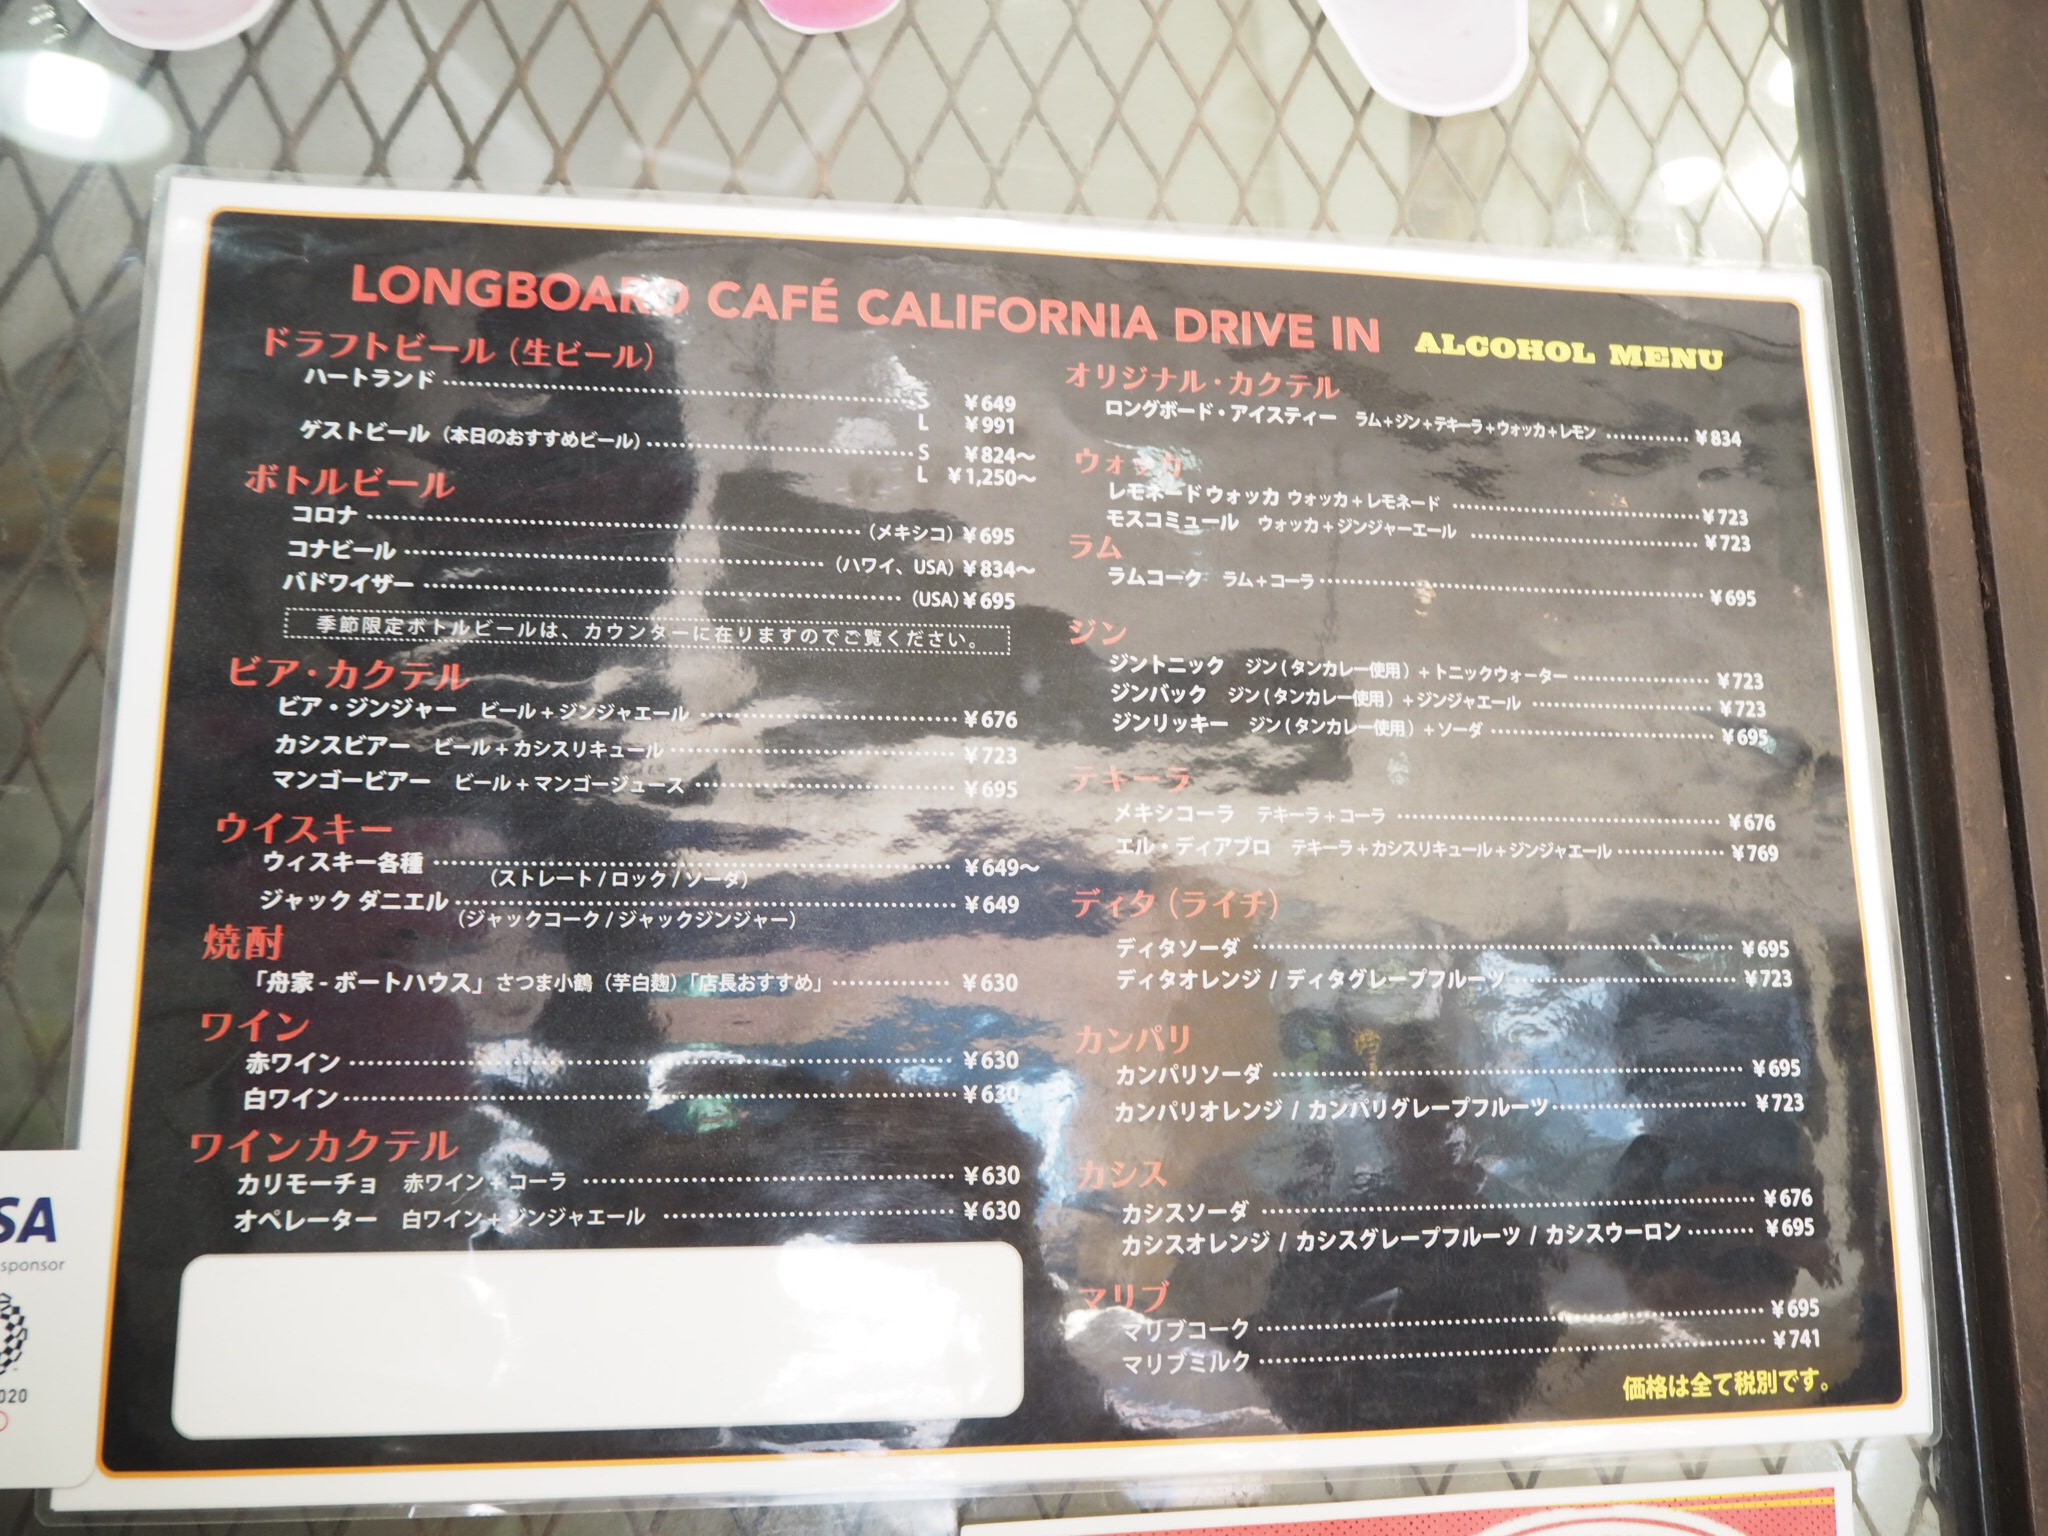 LONGBOARD CAFÉ CALIFORNIA DRIVE IN ALCOHOL MENU
ドラフトビール（生ビール）
ハートランド S ¥649
L ¥991
ゲストビール（本日のおすすめビール） S ¥824〜
L ¥1,250〜
ボトルビール
コロナ （メキシコ）¥695
コナビール （ハワイ、USA）¥834〜
バドワイザー （USA）¥695
季節限定ボトルビールは、カウンターに在りますのでご覧ください。
ビア・カクテル
ビア・ジンジャー ビール＋ジンジャエール ¥676
カシスビアー ビール＋カシスリキュール ¥723
マンゴービアー ビール＋マンゴージュース ¥695
ウイスキー
ウィスキー各種 ¥649〜
（ストレート/ロック/ソーダ）
ジャック ダニエル ¥649
（ジャックコーク/ジャックジンジャー）
焼酎
「舟家-ボートハウス」さつま小鶴（芋白麹）「店長おすすめ」 ¥630
ワイン
赤ワイン ¥630
白ワイン ¥630
ワインカクテル
カリモーチョ 赤ワイン＋コーラ ¥630
オペレーター 白ワイン＋ジンジャエール ¥630
オリジナル・カクテル
ロングボード・アイスティー ラム＋ジン＋テキーラ＋ウォッカ＋レモン ¥834
ウォッカ
レモネードウォッカ ウォッカ＋レモネード ¥723
モスコミュール ウォッカ＋ジンジャーエール ¥723
ラム
ラムコーク ラム＋コーラ ¥695
ジン
ジントニック ジン(タンカレー使用)＋トニックウォーター ¥723
ジンバック ジン(タンカレー使用)＋ジンジャエール ¥723
ジンリッキー ジン(タンカレー使用)＋ソーダ ¥695
テキーラ
メキシコーラ テキーラ＋コーラ ¥676
エル・ディアブロ テキーラ＋カシスリキュール＋ジンジャエール ¥769
ディタ（ライチ）
ディタソーダ ¥695
ディタオレンジ / ディタグレープフルーツ ¥723
カンパリ
カンパリソーダ ¥695
カンパリオレンジ / カンパリグレープフルーツ ¥723
カシス
カシスソーダ ¥676
カシスオレンジ / カシスグレープフルーツ / カシスウーロン ¥695
マリブ
マリブコーク ¥695
マリブミルク ¥741
価格は全て税別です。
SA
sponsor
020